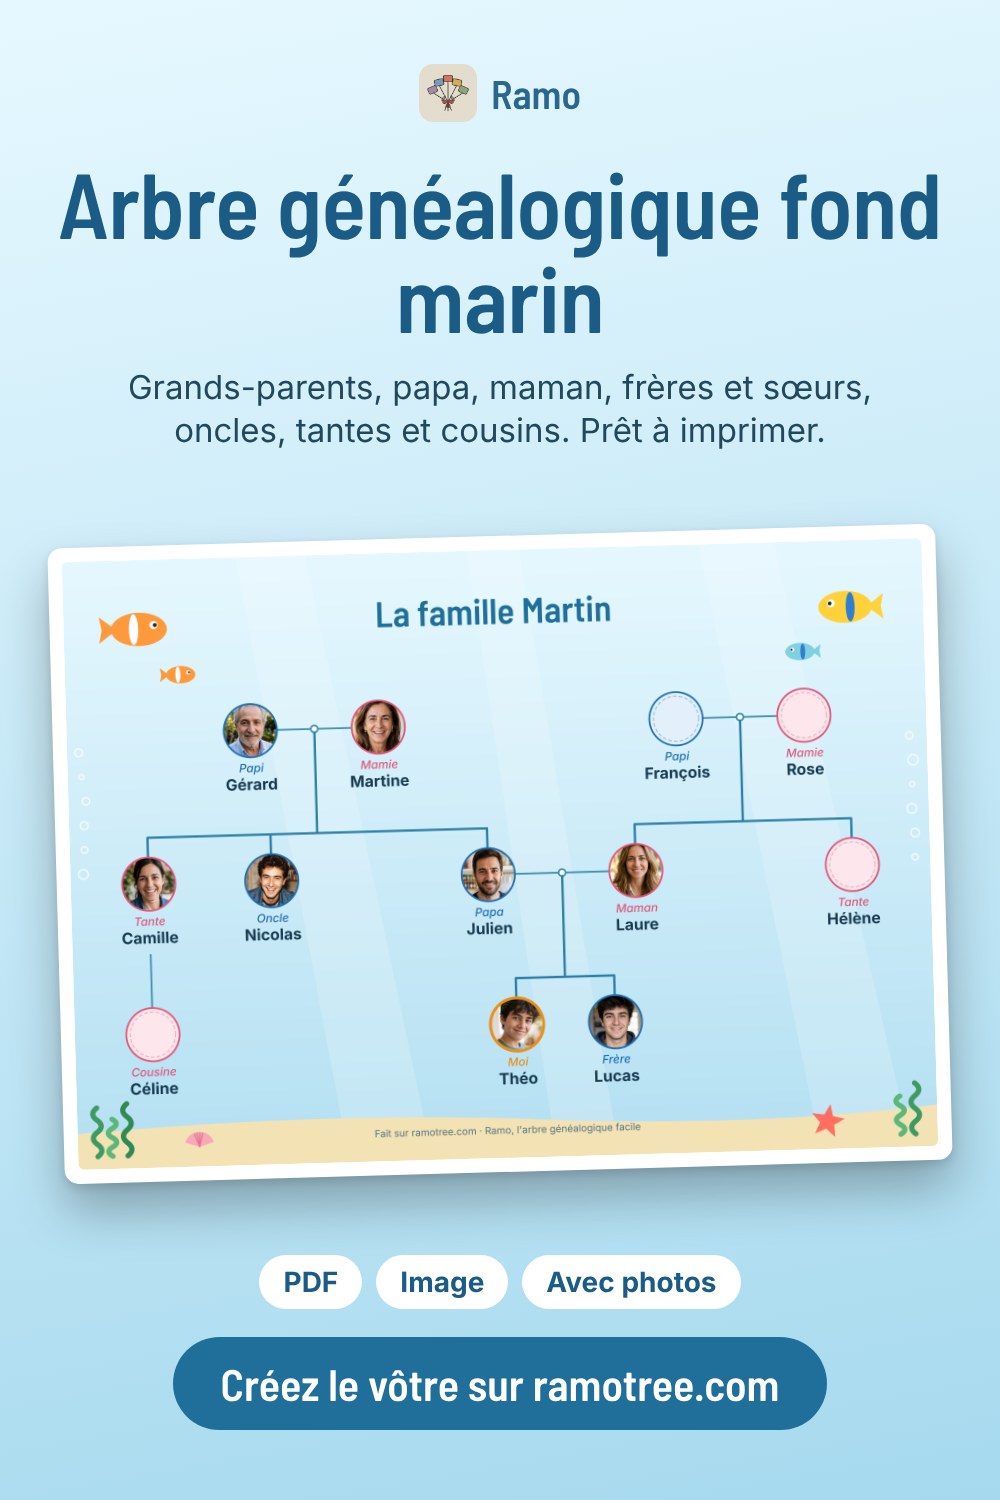 Ramo
Arbre généalogique fond
marin
Grands-parents, papa, maman, frères et sœurs,
oncles, tantes et cousins. Prêt à imprimer.
La famille Martin
Papi
Gérard
Mamie
Martine
Papi
François
Mamie
Rose
Tante
Camille
Oncle
Nicolas
Papa
Julien
Maman
Laure
Tante
Hélène
Cousine
Céline
Moi
Théo
Frère
Lucas
Fait sur ramotree.com · Ramo, l'arbre généalogique facile
PDF
Image
Avec photos
Créez le vôtre sur ramotree.com